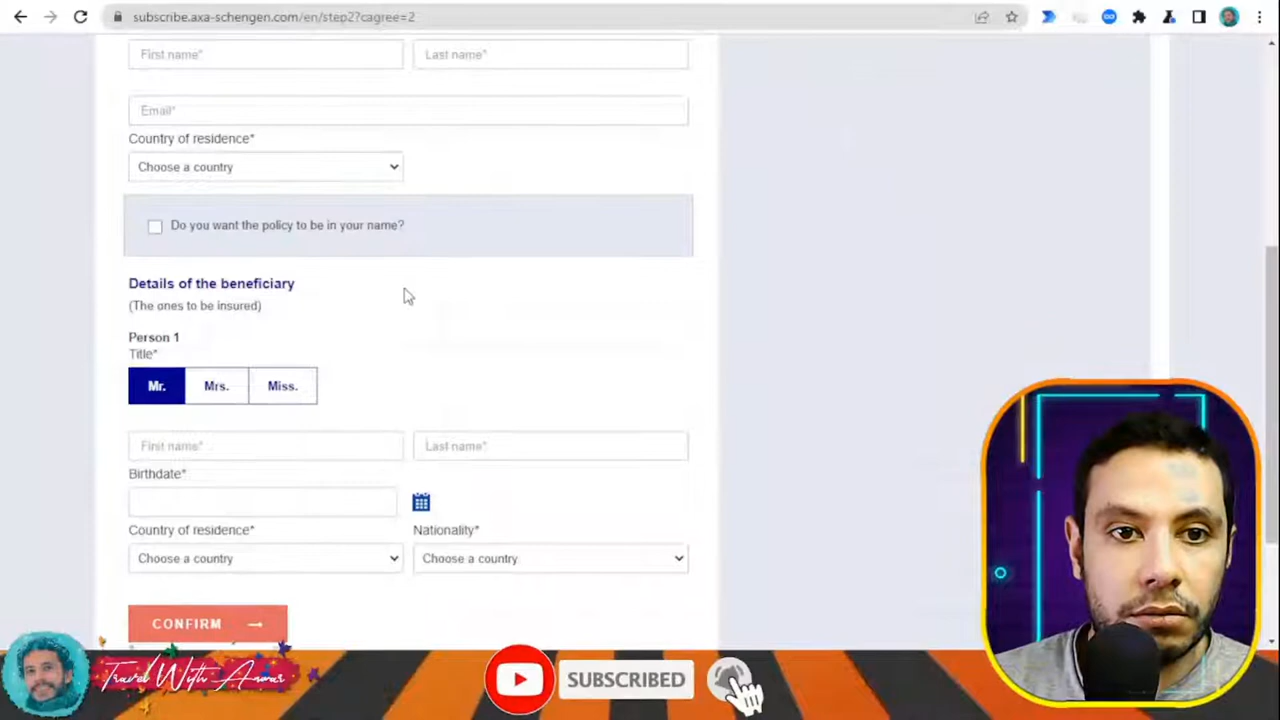 subscribe.axa-schengen.com/en/step2?cagree=2
First name* Last name*
Email*
Country of residence*
Choose a country
Do you want the policy to be in your name?
Details of the beneficiary
(The ones to be insured)
Person 1
Title*
Mr. Mrs. Miss.
First name* Last name*
Birthdate*
Country of residence* Nationality*
Choose a country Choose a country
CONFIRM →
Travel With Anwar
SUBSCRIBED